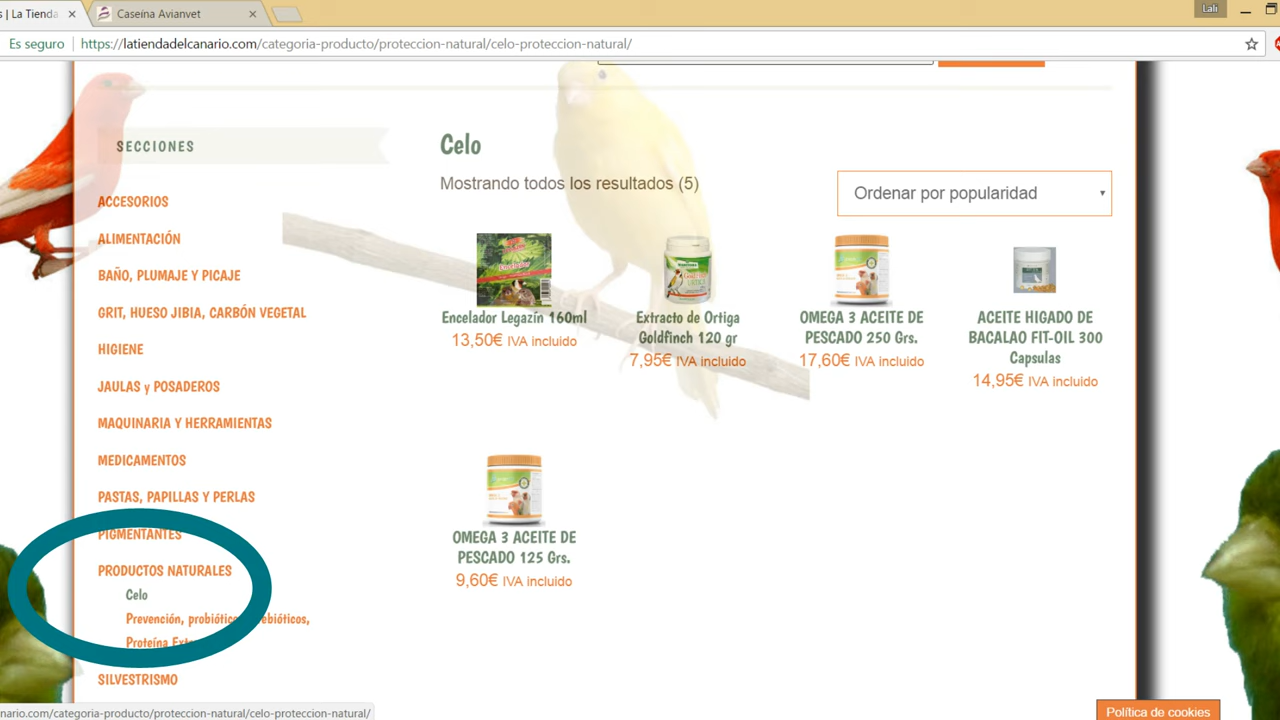 s | La Tienda
Caseína Avianvet
Lali
Es seguro
https://latiendadelcanario.com/categoria-producto/proteccion-natural/celo-proteccion-natural/
SECCIONES
ACCESORIOS
ALIMENTACIÓN
BAÑO, PLUMAJE Y PICAJE
GRIT, HUESO JIBIA, CARBÓN VEGETAL
HIGIENE
JAULAS y POSADEROS
MAQUINARIA Y HERRAMIENTAS
MEDICAMENTOS
PASTAS, PAPILLAS Y PERLAS
PIGMENTANTES
PRODUCTOS NATURALES
Celo
Prevención,
Proteína
SILVESTRISMO
Celo
Mostrando todos los resultados (5)
Ordenar por popularidad
Encelador Legazín 160ml
13,50€ IVA incluido
Extracto de Ortiga
Goldfinch 120 gr
7,95€ IVA incluido
OMEGA 3 ACEITE DE
PESCADO 250 Grs.
17,60€ IVA incluido
ACEITE HIGADO DE
BACALAO FIT-OIL 300
Capsulas
14,95€ IVA incluido
OMEGA 3 ACEITE DE
PESCADO 125 Grs.
9,60€ IVA incluido
nario.com/categoria-producto/proteccion-natural/celo-proteccion-natural/
Política de cookies